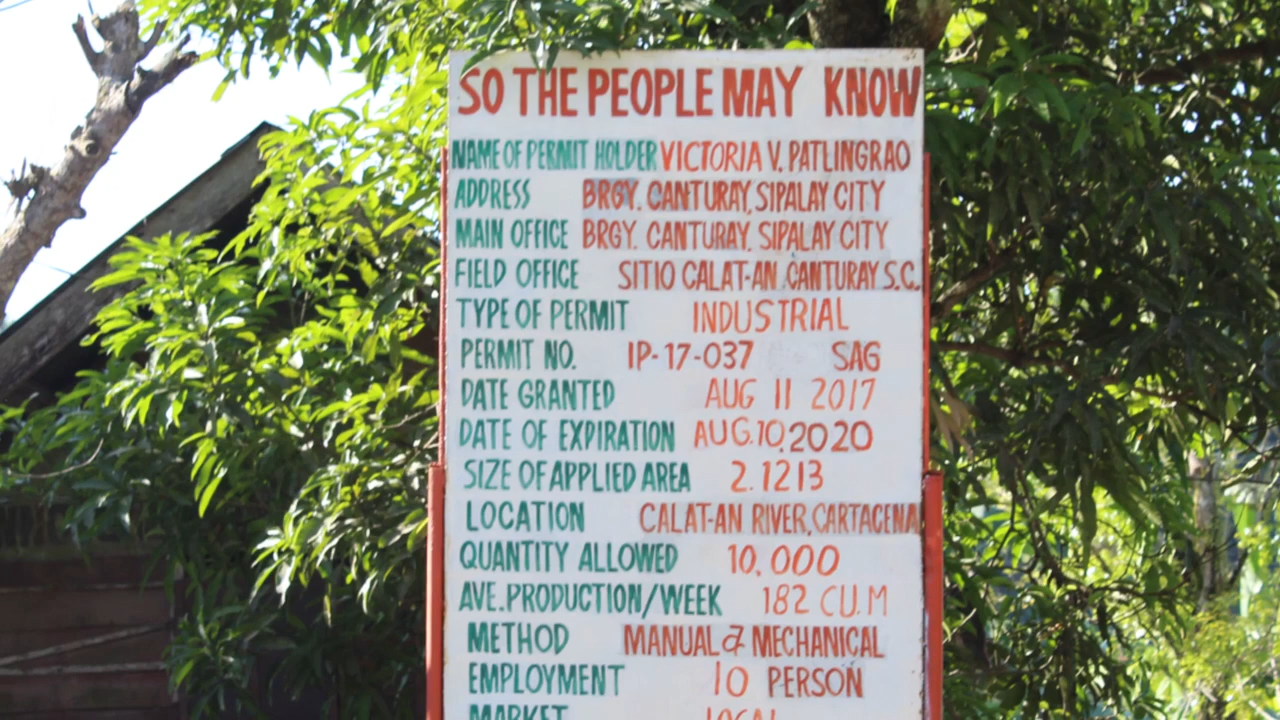 SO THE PEOPLE MAY KNOW
NAME OF PERMIT HOLDER VICTORIA V. PATLINGRAO
ADDRESS BRGY. CANTURAY, SIPALAY CITY
MAIN OFFICE BRGY. CANTURAY, SIPALAY CITY
FIELD OFFICE SITIO CALAT-AN CANTURAY S.C.
TYPE OF PERMIT INDUSTRIAL
PERMIT NO. IP-17-037 SAG
DATE GRANTED AUG 11 2017
DATE OF EXPIRATION AUG.10,2020
SIZE OF APPLIED AREA 2.1213
LOCATION CALAT-AN RIVER, CARTAGENA
QUANTITY ALLOWED 10,000
AVE. PRODUCTION/WEEK 182 CU.M
METHOD MANUAL & MECHANICAL
EMPLOYMENT 10 PERSON
MARKET LOCAL